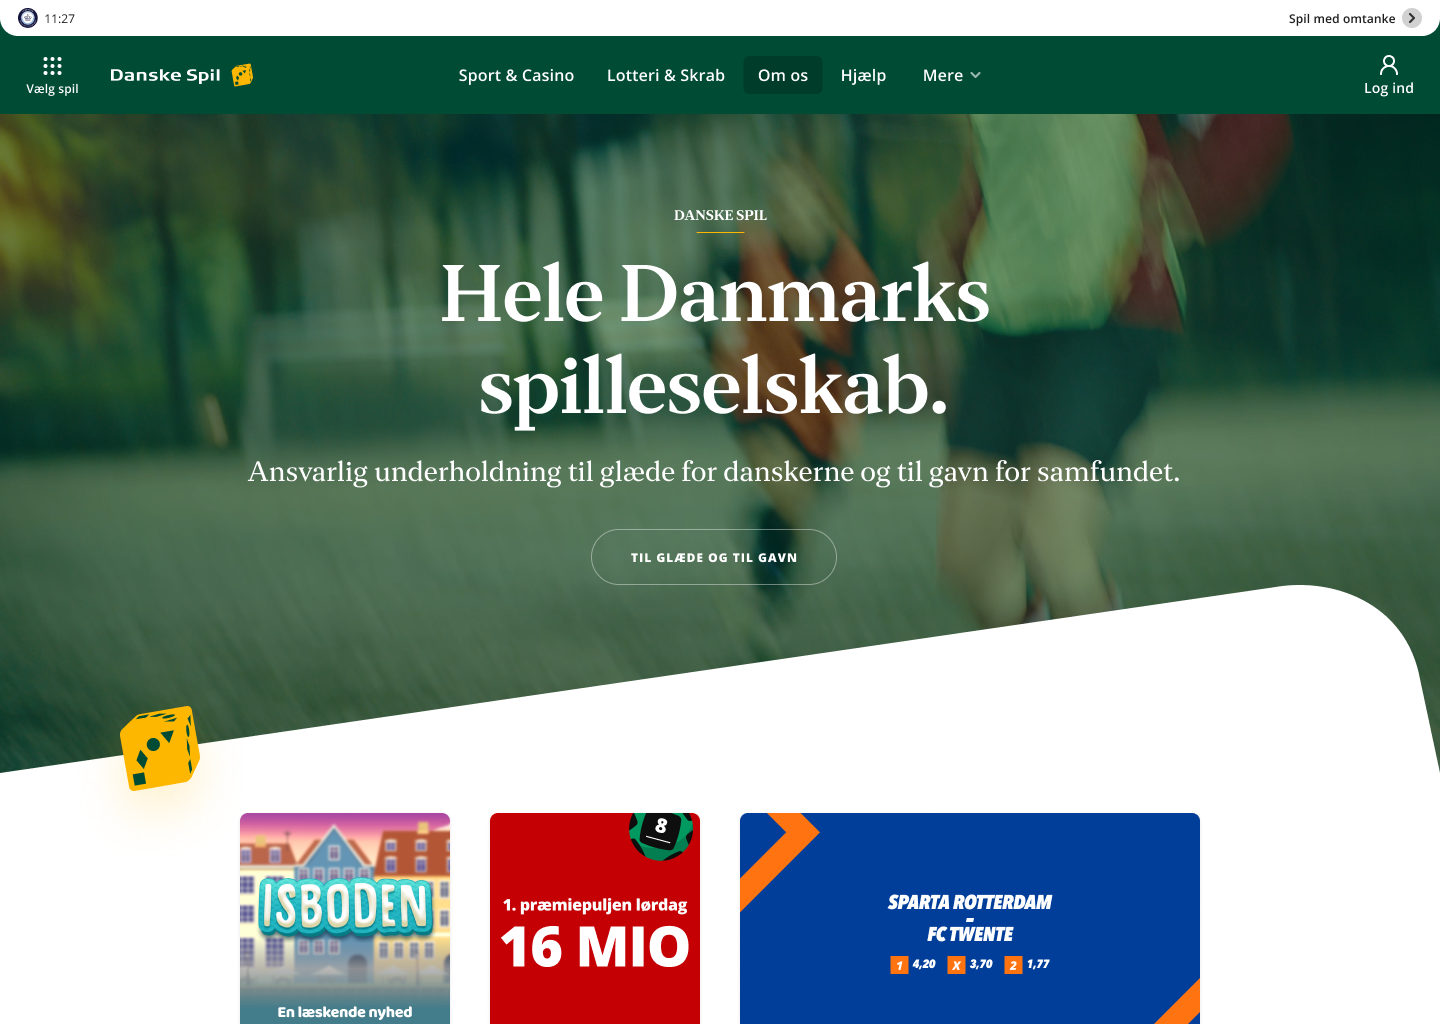 11:27
Spil med omtanke
Vælg spil
Danske Spil
Sport & Casino
Lotteri & Skrab
Om os
Hjælp
Mere
Log ind
DANSKE SPIL
Hele Danmarks
spilleselskab.
Ansvarlig underholdning til glæde for danskerne og til gavn for samfundet.
TIL GLÆDE OG TIL GAVN
ISBODEN
En læskende nyhed
8
1. præmiepuljen lørdag
16 MIO
SPARTA ROTTERDAM
-
FC TWENTE
1 4,20 X 3,70 2 1,77